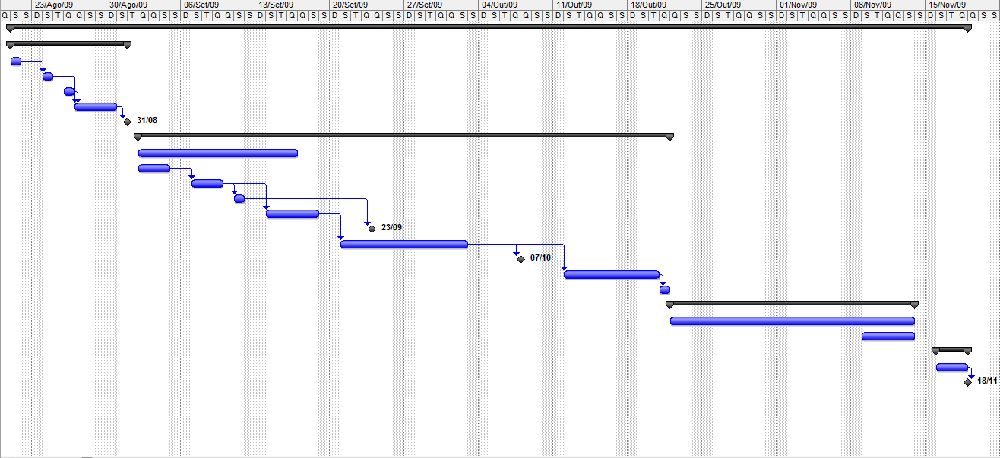 23/Ago/09 30/Ago/09 06/Set/09 13/Set/09 20/Set/09 27/Set/09 04/Out/09 11/Out/09 18/Out/09 25/Out/09 01/Nov/09 08/Nov/09 15/Nov/09
Q S S D S T Q Q S S D S T Q Q S S D S T Q Q S S D S T Q Q S S D S T Q Q S S D S T Q Q S S D S T Q Q S S D S T Q Q S S D S T Q Q S S D S T Q Q S S D S T Q Q S S D S T Q Q S S D S T Q Q S S
31/08
23/09
07/10
18/11